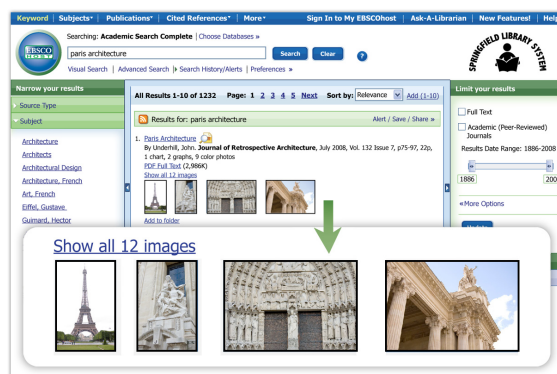 Keyword | Subjects | Publications | Cited References | More
Sign In to My EBSCOhost | Ask-A-Librarian | New Features! | Help
EBSCO
HOST
Searching: Academic Search Complete | Choose Databases »
paris architecture
Search
Clear
?
Visual Search | Advanced Search | Search History/Alerts | Preferences »
SPRINGFIELD LIBRARY SYSTEM
Narrow your results
Source Type
Subject
Architecture
Architects
Architectural Design
Architecture, French
Art, French
Eiffel, Gustave
Guimard, Hector
All Results 1-10 of 1232 Page: 1 2 3 4 5 Next Sort by: Relevance Add (1-10)
Results for: paris architecture
Alert / Save / Share »
1. Paris Architecture
By Underhill, John. Journal of Retrospective Architecture, July 2008, Vol. 132 Issue 7, p75-97, 22p,
1 chart, 2 graphs, 9 color photos
PDF Full Text (2,986K)
Show all 12 images
Add to folder
Limit your results
Full Text
Academic (Peer-Reviewed)
Journals
Results Date Range: 1886-2008
1886
200
«More Options
Update
Show all 12 images